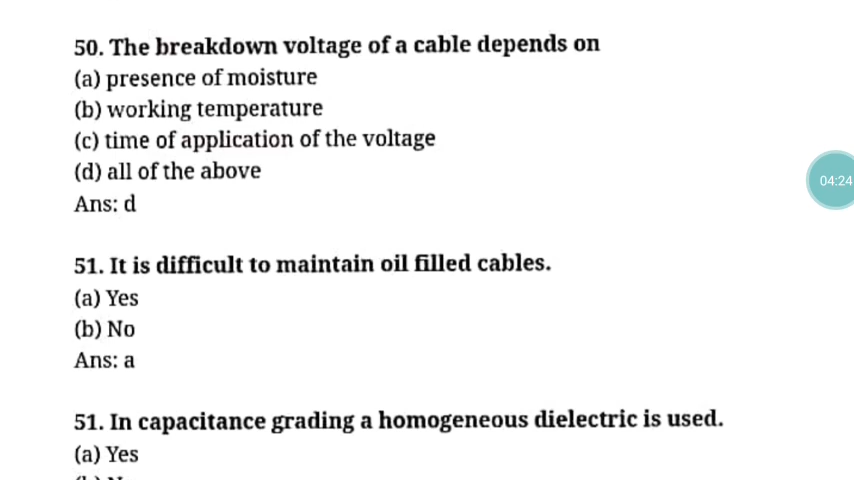 50. The breakdown voltage of a cable depends on
(a) presence of moisture
(b) working temperature
(c) time of application of the voltage
(d) all of the above
Ans: d
04:24
51. It is difficult to maintain oil filled cables.
(a) Yes
(b) No
Ans: a
51. In capacitance grading a homogeneous dielectric is used.
(a) Yes